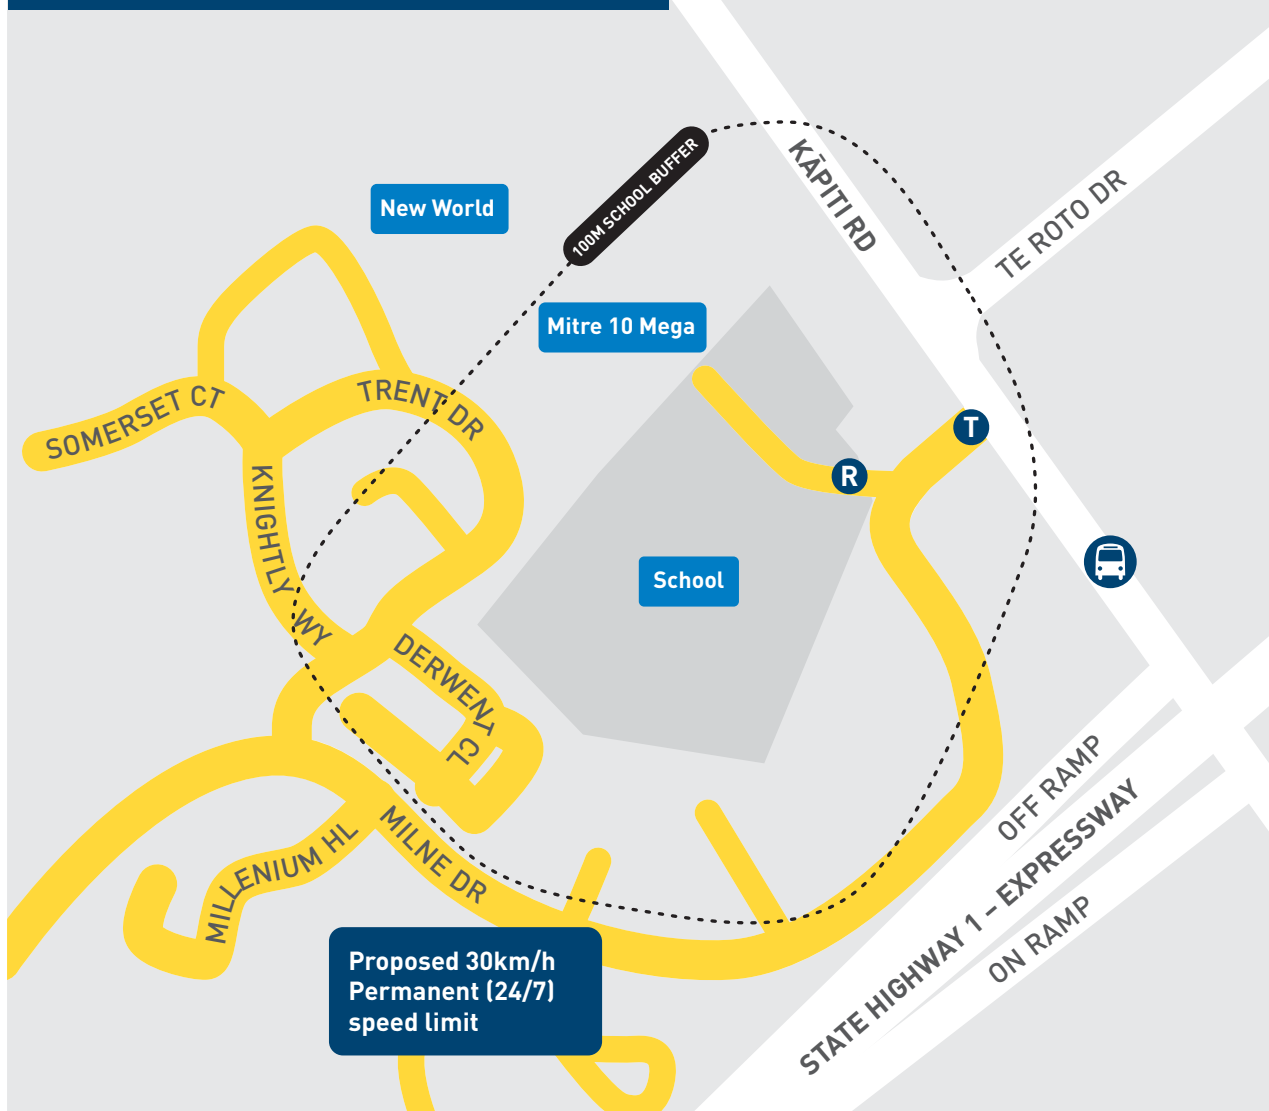 KĀPITI RD
100M SCHOOL BUFFER
TE ROTO DR
New World
Mitre 10 Mega
SOMERSET CT
TRENT DR
T
R
KNIGHTLY WY
School
DERWENT CL
OFF RAMP
MILLENIUM HL
MILNE DR
STATE HIGHWAY 1 – EXPRESSWAY
ON RAMP
Proposed 30km/h
Permanent (24/7)
speed limit